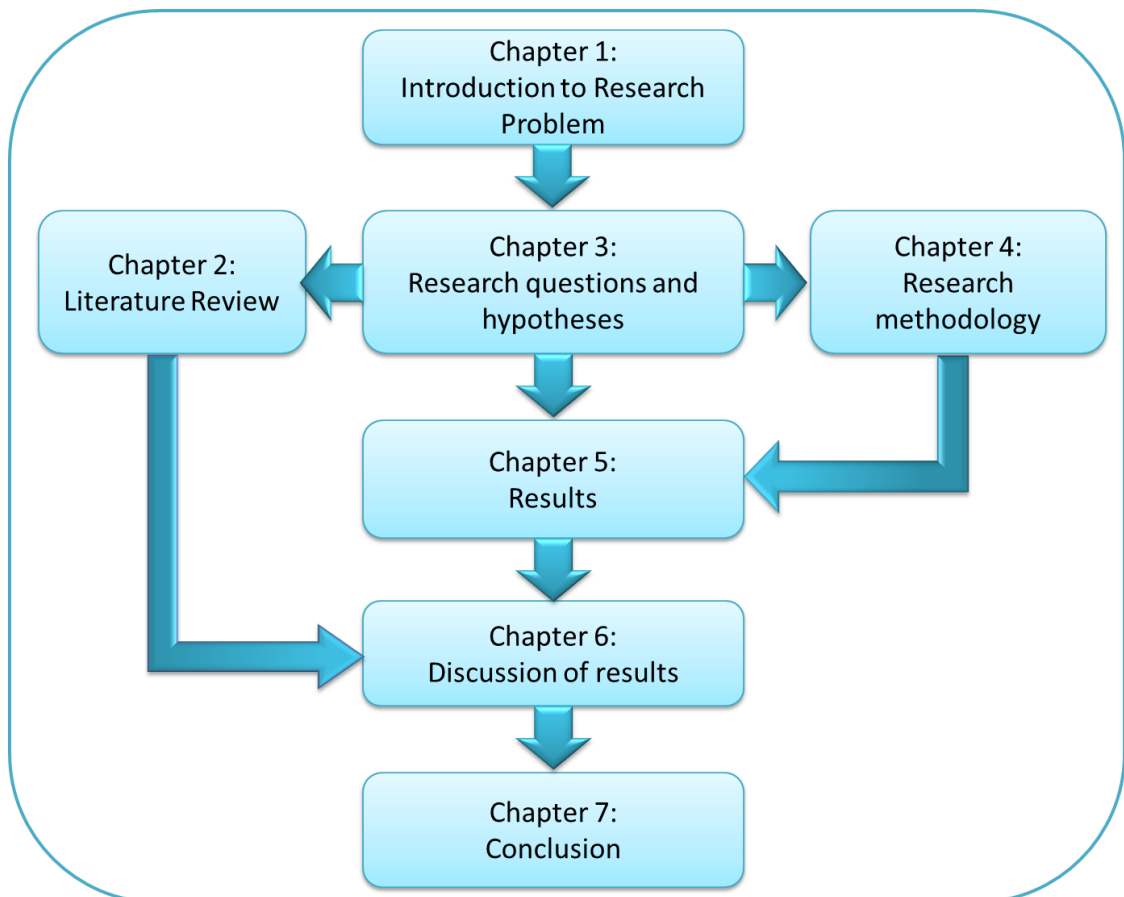 Chapter 1:
Introduction to Research
Problem
Chapter 2:
Literature Review
Chapter 3:
Research questions and
hypotheses
Chapter 4:
Research
methodology
Chapter 5:
Results
Chapter 6:
Discussion of results
Chapter 7:
Conclusion